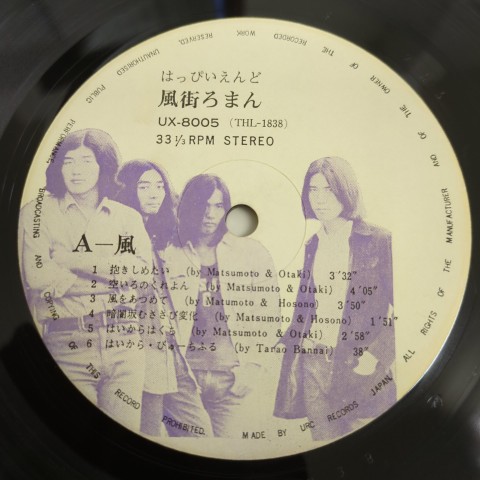 はっぴいえんど
風街ろまん
UX-8005 (THL-1838)
33 1/3 RPM STEREO
A—風
1 抱きしめたい (by Matsumoto & Otaki) 3′32″
2 空いろのくれよん (by Matsumoto & Otaki) 4′05″
3 風をあつめて (by Matumoto & Hosono) 3′50″
4 暗闇坂むささび変化 (by Matsumoto & Hosono) 1′51″
5 はいからはくち (by Matsumoto & Otaki) 2′58″
6 はいから・びゅーちふる (by Tanao Bannai) 38″
ALL RIGHTS OF THE MANUFACTURER AND OF THE OWNER OF THE RECORDED WORK RESERVED. UNAUTHORISED PUBLIC PERFORMANCE, BROADCASTING AND COPYING OF THIS RECORD PROHIBITED. MADE BY URC RECORDS JAPAN.